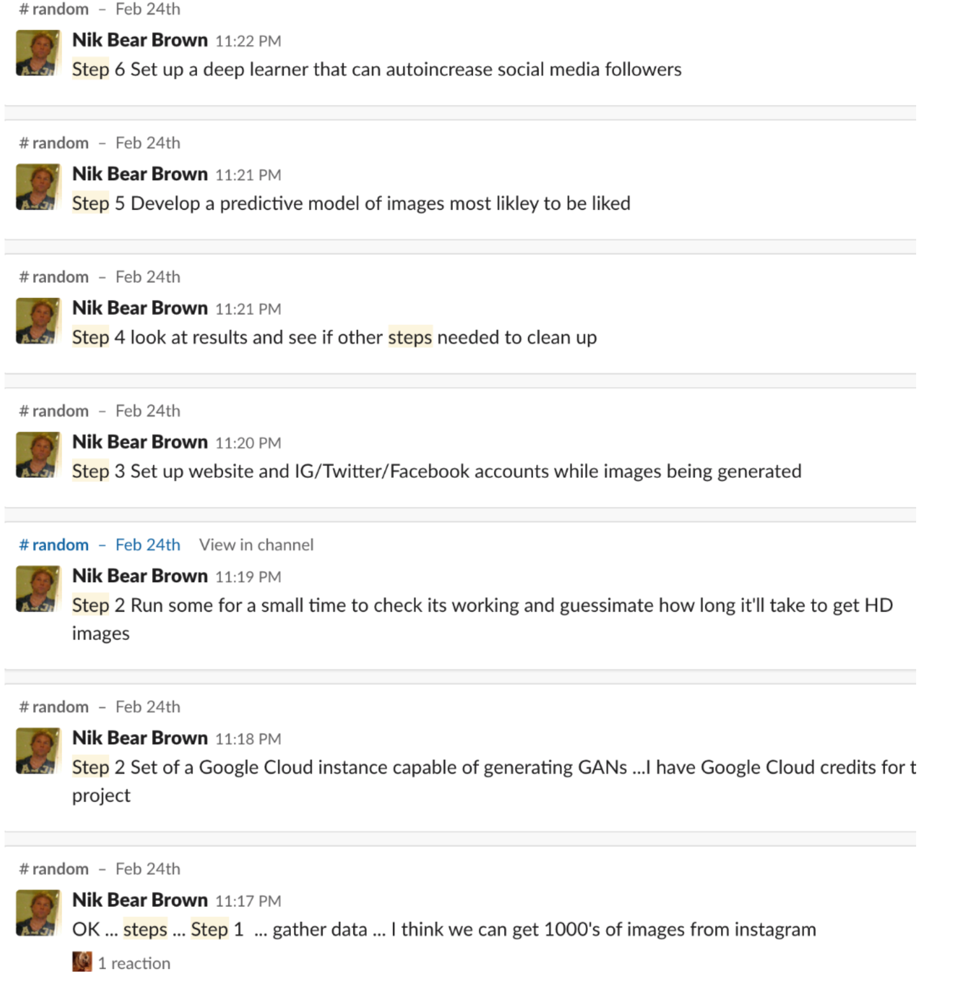 # random – Feb 24th
Nik Bear Brown 11:22 PM
Step 6 Set up a deep learner that can autoincrease social media followers
# random – Feb 24th
Nik Bear Brown 11:21 PM
Step 5 Develop a predictive model of images most likley to be liked
# random – Feb 24th
Nik Bear Brown 11:21 PM
Step 4 look at results and see if other steps needed to clean up
# random – Feb 24th
Nik Bear Brown 11:20 PM
Step 3 Set up website and IG/Twitter/Facebook accounts while images being generated
# random – Feb 24th View in channel
Nik Bear Brown 11:19 PM
Step 2 Run some for a small time to check its working and guessimate how long it'll take to get HD
images
# random – Feb 24th
Nik Bear Brown 11:18 PM
Step 2 Set of a Google Cloud instance capable of generating GANs ...I have Google Cloud credits for
project
# random – Feb 24th
Nik Bear Brown 11:17 PM
OK ... steps ... Step 1 ... gather data ... I think we can get 1000's of images from instagram
1 reaction